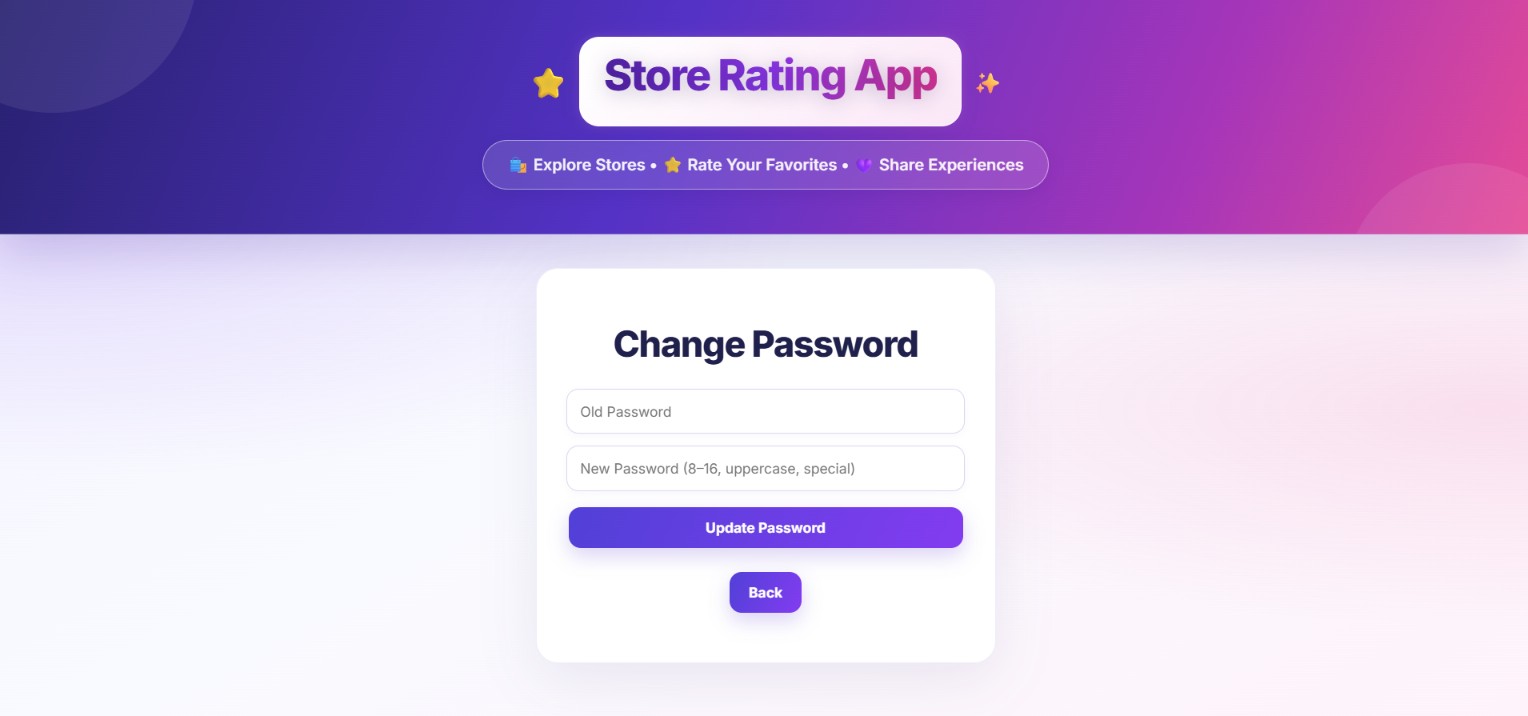 ⭐ Store Rating App ✨
🛍️ Explore Stores • ⭐ Rate Your Favorites • 💜 Share Experiences
Change Password
Old Password
New Password (8–16, uppercase, special)
Update Password
Back